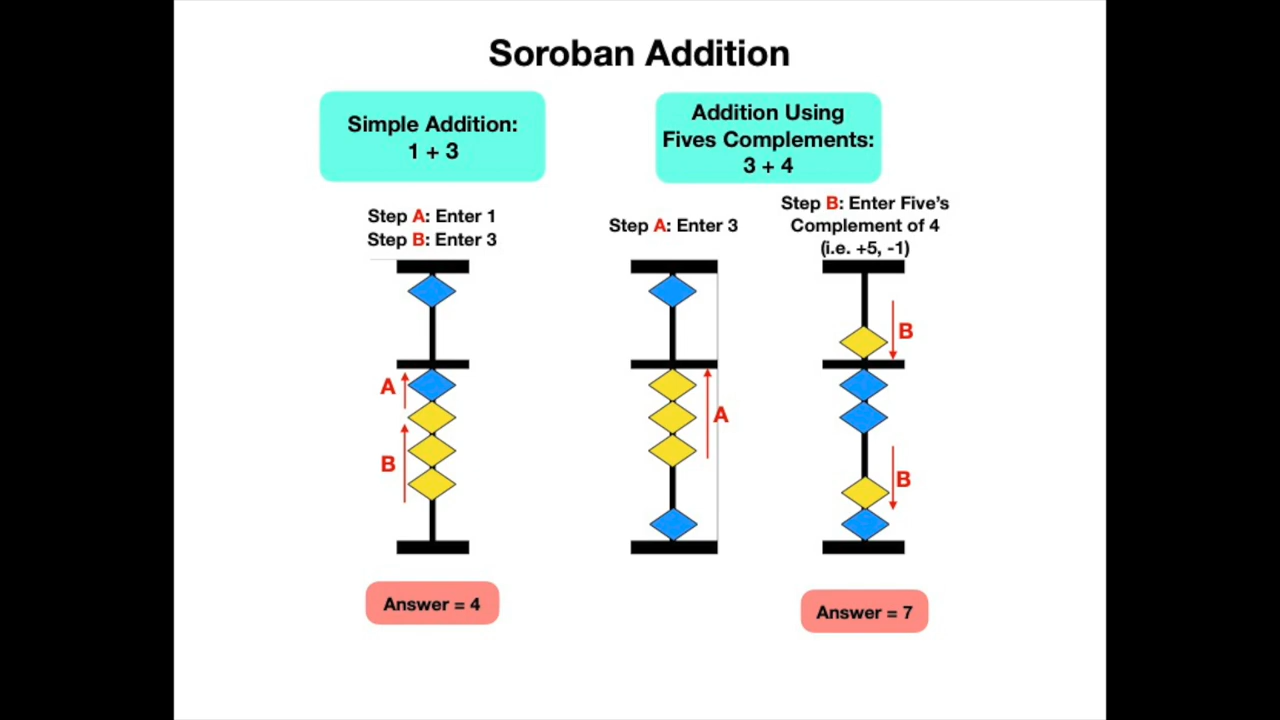 Soroban Addition
Simple Addition:
1 + 3
Addition Using
Fives Complements:
3 + 4
Step A: Enter 1
Step B: Enter 3
Step A: Enter 3
Step B: Enter Five's
Complement of 4
(i.e. +5, -1)
A
B
A
B
B
Answer = 4
Answer = 7